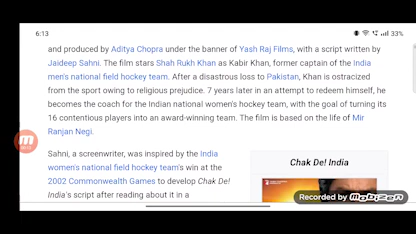 6:13
33%
and produced by Aditya Chopra under the banner of Yash Raj Films, with a script written by
Jaideep Sahni. The film stars Shah Rukh Khan as Kabir Khan, former captain of the India
men's national field hockey team. After a disastrous loss to Pakistan, Khan is ostracized
from the sport owing to religious prejudice. 7 years later in an attempt to redeem himself, he
becomes the coach for the Indian national women's hockey team, with the goal of turning its
16 contentious players into an award-winning team. The film is based on the life of Mir
Ranjan Negi.
Sahni, a screenwriter, was inspired by the India
women's national field hockey team's win at the
2002 Commonwealth Games to develop Chak De!
India's script after reading about it in a
Chak De! India
Recorded by Mobizen